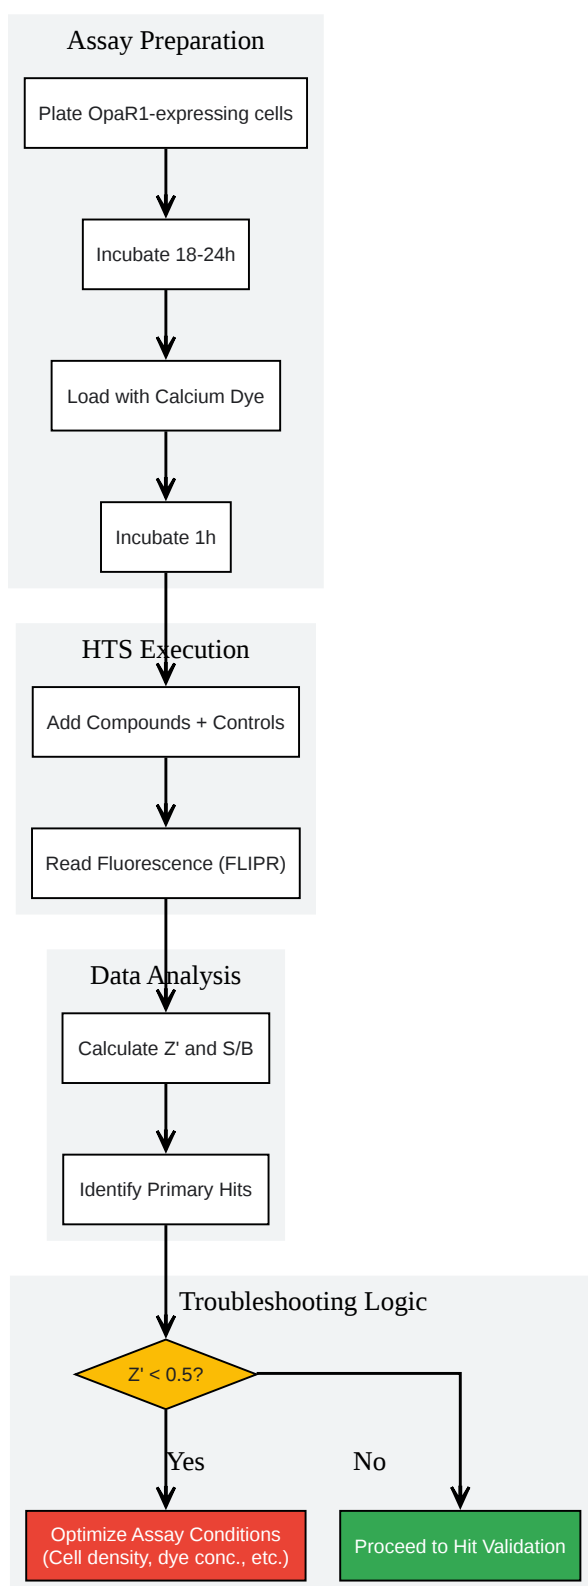 Assay Preparation
Plate OpaR1-expressing cells
Incubate 18-24h
Load with Calcium Dye
Incubate 1h
HTS Execution
Add Compounds + Controls
Read Fluorescence (FLIPR)
Data Analysis
Calculate Z' and S/B
Identify Primary Hits
Troubleshooting Logic
Z' < 0.5?
Yes
No
Optimize Assay Conditions
(Cell density, dye conc., etc.)
Proceed to Hit Validation